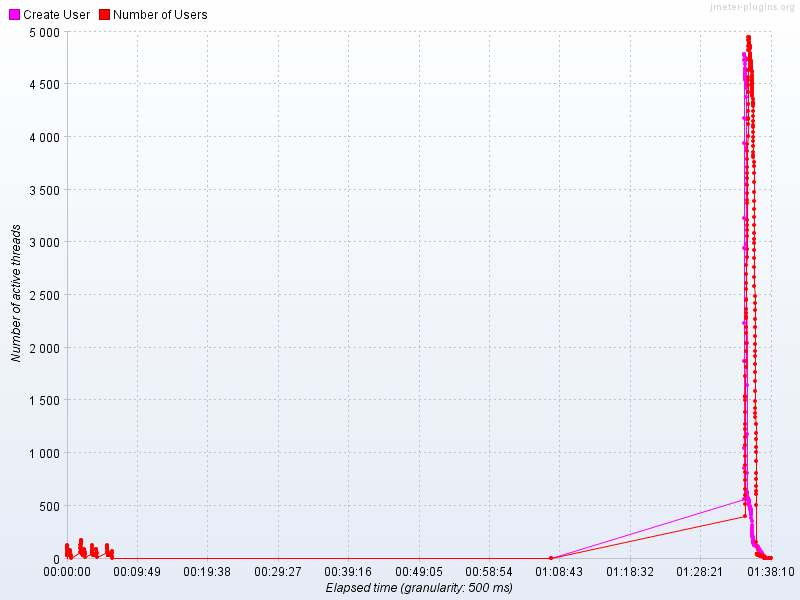 jmeter-plugins.org
Create User Number of Users
5 000
4 500
4 000
3 500
3 000
2 500
2 000
1 500
1 000
500
0
Number of active threads
00:00:00 00:09:49 00:19:38 00:29:27 00:39:16 00:49:05 00:58:54 01:08:43 01:18:32 01:28:21 01:38:10
Elapsed time (granularity: 500 ms)